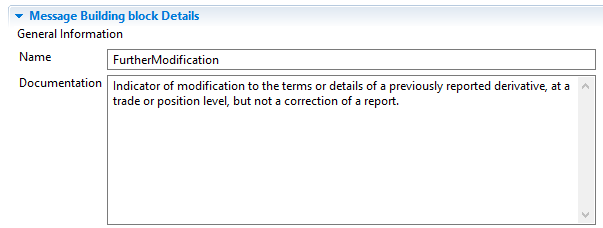 Message Building block Details
General Information
Name
FurtherModification
Documentation
Indicator of modification to the terms or details of a previously reported derivative, at a
trade or position level, but not a correction of a report.